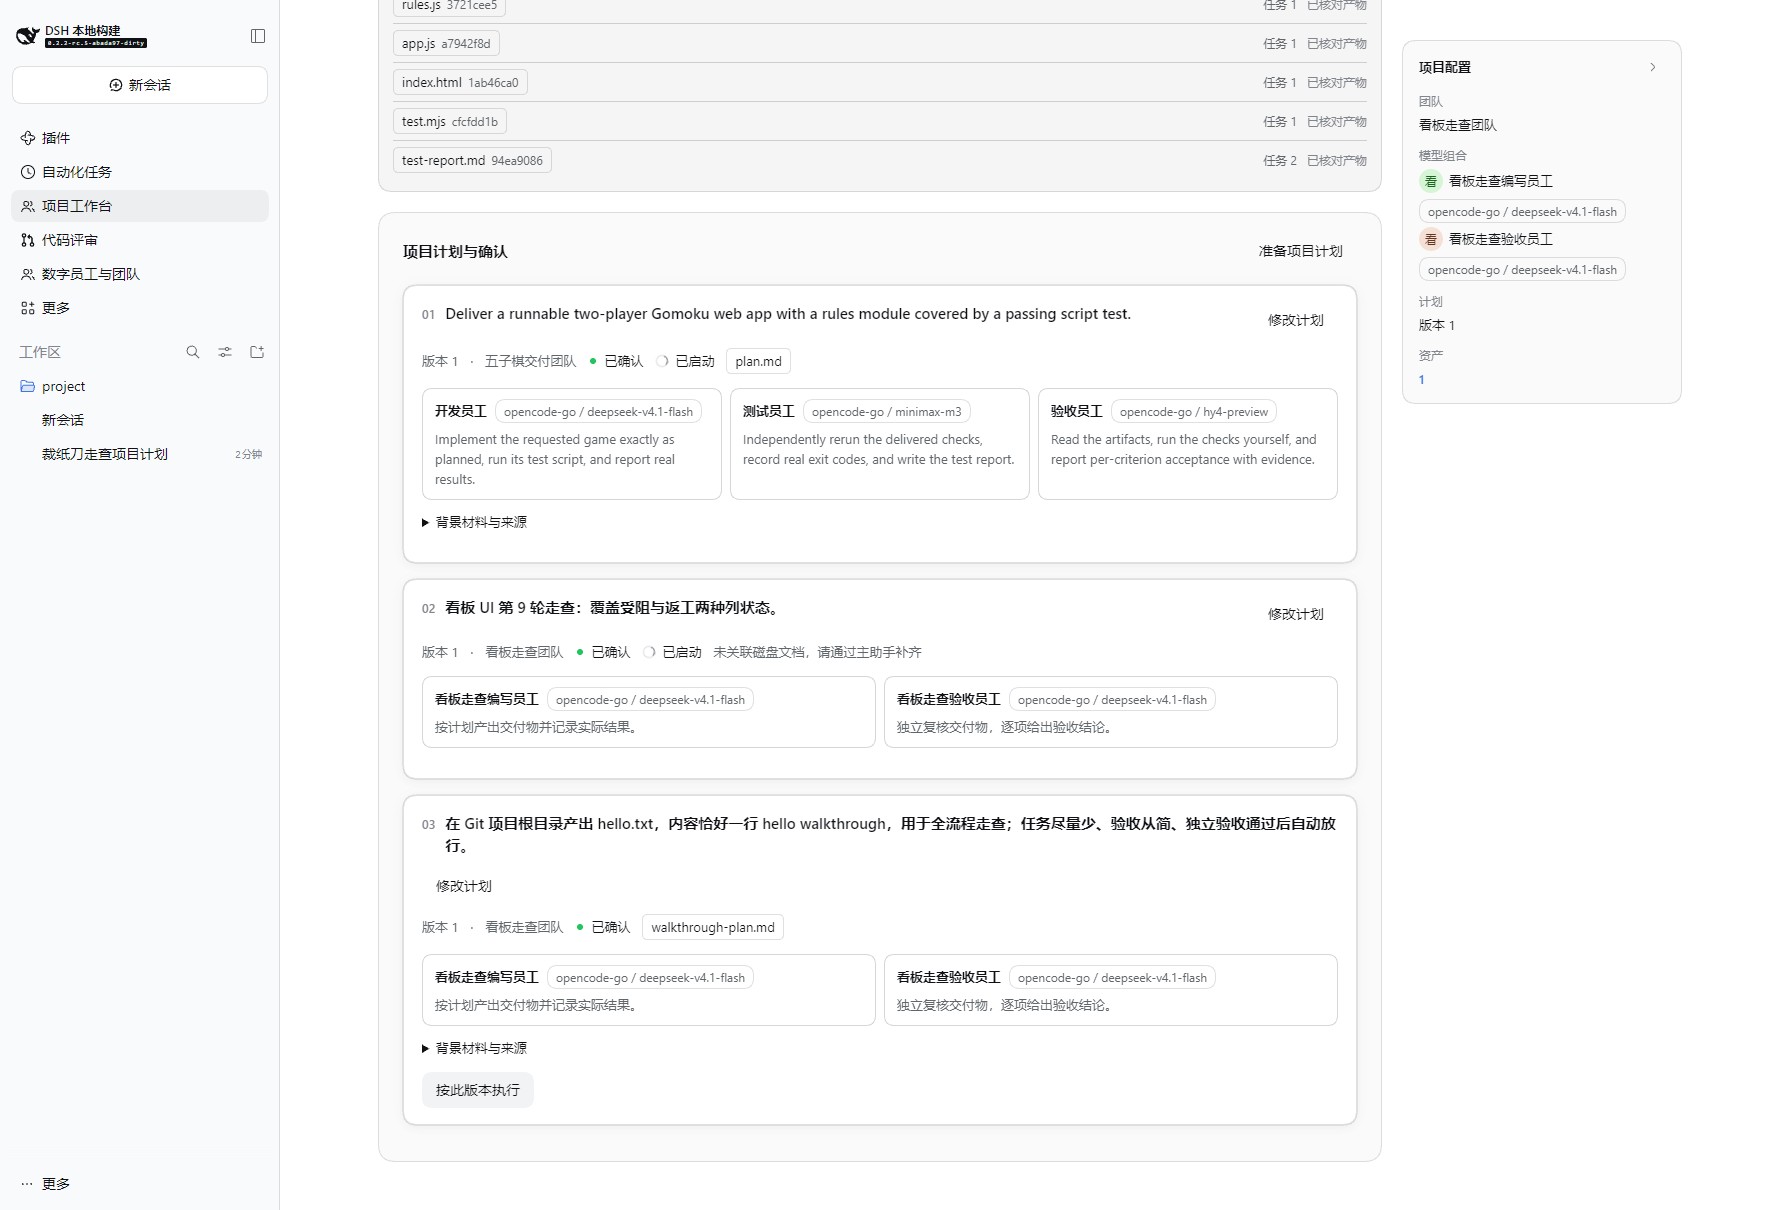 DSH 本地构建
0.3.2-rc.5-abada97-dirty
新会话
插件
自动化任务
项目工作台
代码评审
数字员工与团队
更多
工作区
project
新会话
裁纸刀走查项目计划 2分钟
更多
rules.js 3721cee5 任务 1 已核对产物
app.js a7942f8d 任务 1 已核对产物
index.html 1ab46ca0 任务 1 已核对产物
test.mjs cfcfdd1b 任务 1 已核对产物
test-report.md 94ea9086 任务 2 已核对产物
项目计划与确认 准备项目计划
01 Deliver a runnable two-player Gomoku web app with a rules module covered by a passing script test. 修改计划
版本 1 · 五子棋交付团队 已确认 已启动 plan.md
开发员工 opencode-go / deepseek-v4.1-flash
Implement the requested game exactly as
planned, run its test script, and report real
results.
测试员工 opencode-go / minimax-m3
Independently rerun the delivered checks,
record real exit codes, and write the test report.
验收员工 opencode-go / hy4-preview
Read the artifacts, run the checks yourself, and
report per-criterion acceptance with evidence.
背景材料与来源
02 看板 UI 第 9 轮走查：覆盖受阻与返工两种列状态。 修改计划
版本 1 · 看板走查团队 已确认 已启动 未关联磁盘文档，请通过主助手补齐
看板走查编写员工 opencode-go / deepseek-v4.1-flash
按计划产出交付物并记录实际结果。
看板走查验收员工 opencode-go / deepseek-v4.1-flash
独立复核交付物，逐项给出验收结论。
03 在 Git 项目根目录产出 hello.txt，内容恰好一行 hello walkthrough，用于全流程走查；任务尽量少、验收从简、独立验收通过后自动放
行。
修改计划
版本 1 · 看板走查团队 已确认 walkthrough-plan.md
看板走查编写员工 opencode-go / deepseek-v4.1-flash
按计划产出交付物并记录实际结果。
看板走查验收员工 opencode-go / deepseek-v4.1-flash
独立复核交付物，逐项给出验收结论。
背景材料与来源
按此版本执行
项目配置
团队
看板走查团队
模型组合
看 看板走查编写员工
opencode-go / deepseek-v4.1-flash
看 看板走查验收员工
opencode-go / deepseek-v4.1-flash
计划
版本 1
资产
1